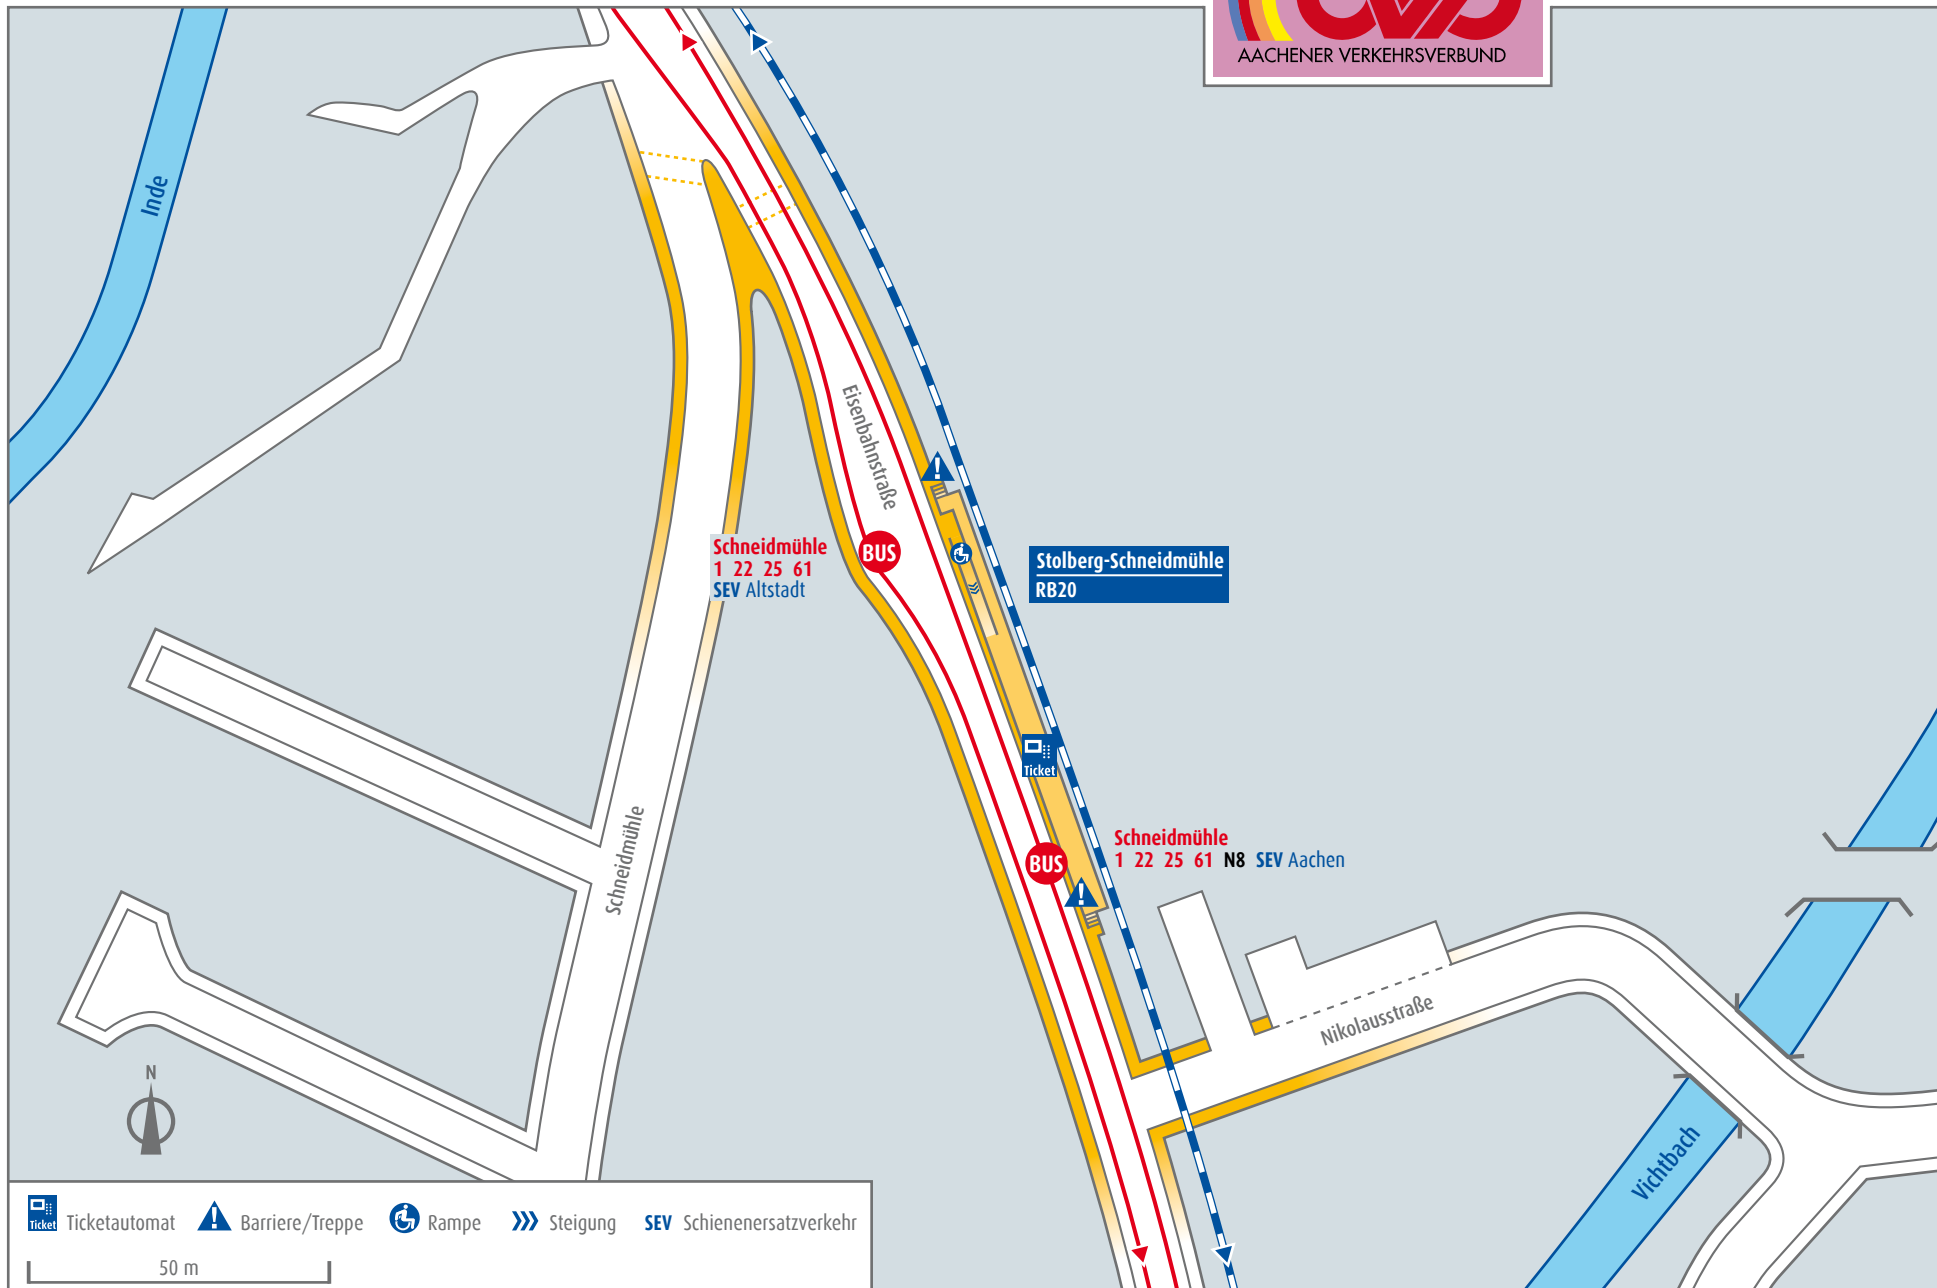 AACHENER VERKEHRSVERBUND
Inde
Eisenbahnstraße
BUS
Schneidmühle
1 22 25 61
SEV Altstadt
Stolberg-Schneidmühle
RB20
Ticket
BUS
Schneidmühle
1 22 25 61 N8 SEV Aachen
Schneidmühle
Nikolausstraße
Vichtbach
N
Ticket Ticketautomat Barriere/Treppe Rampe Steigung SEV Schienenersatzverkehr
50 m